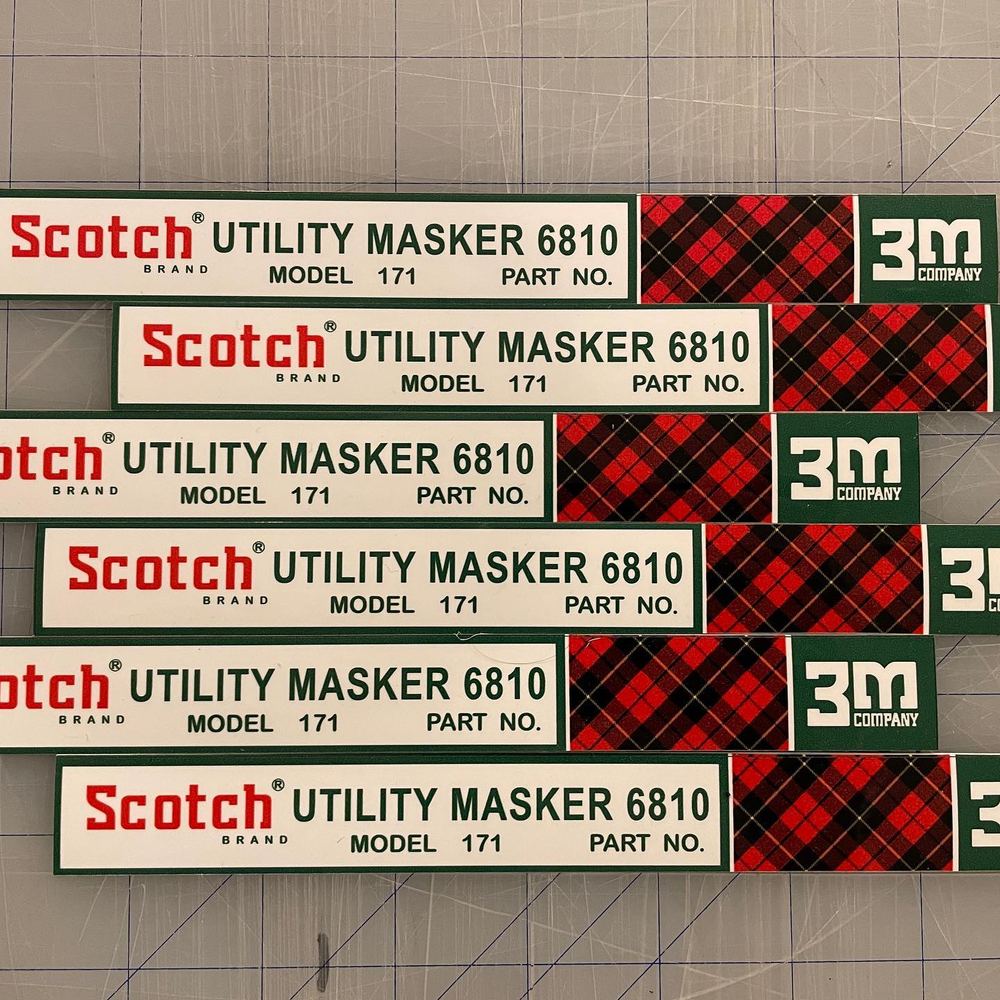 Scotch® UTILITY MASKER 6810
BRAND
MODEL 171 PART NO.
3M
COMPANY
Scotch® UTILITY MASKER 6810
BRAND
MODEL 171 PART NO.
otch® UTILITY MASKER 6810
BRAND
MODEL 171 PART NO.
3M
COMPANY
Scotch® UTILITY MASKER 6810
BRAND
MODEL 171 PART NO.
3
otch® UTILITY MASKER 6810
BRAND
MODEL 171 PART NO.
3M
COMPANY
Scotch® UTILITY MASKER 6810
BRAND
MODEL 171 PART NO.
3